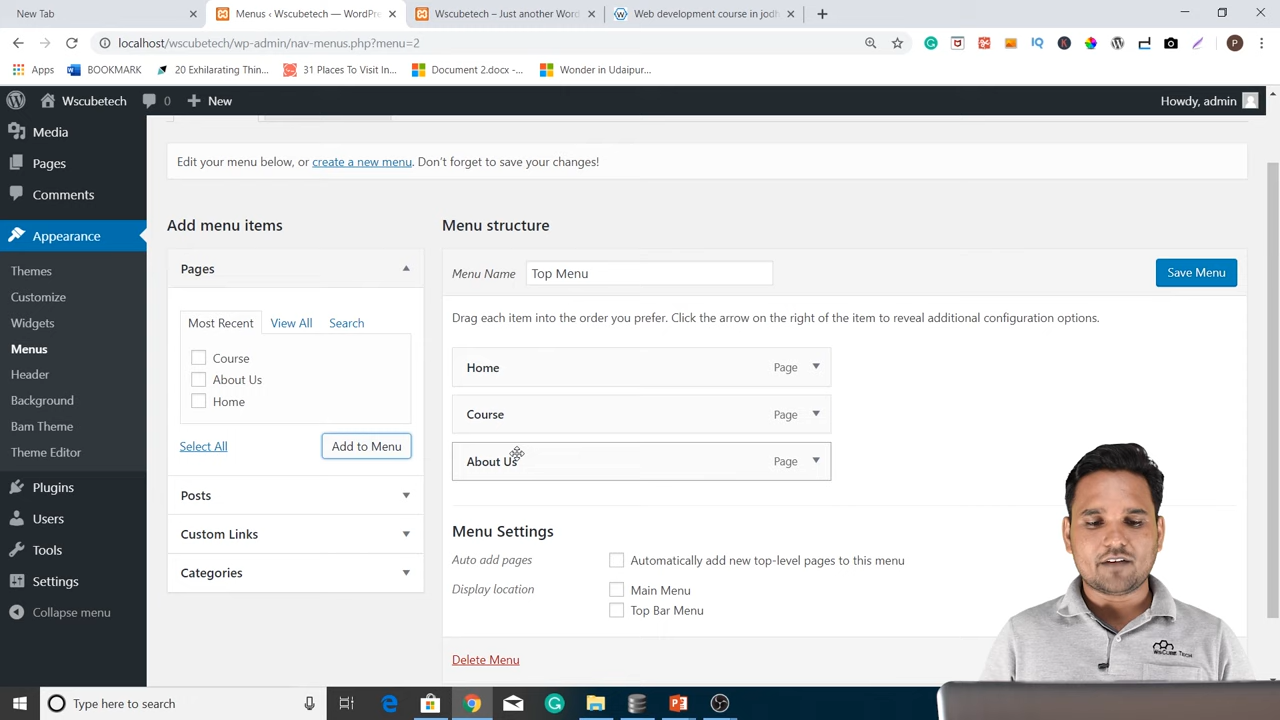 New Tab
Menus ‹ Wscubetech — WordPre
Wscubetech – Just another Word
Web development course in jodh
localhost/wscubetech/wp-admin/nav-menus.php?menu=2
Apps
BOOKMARK
20 Exhilarating Thin...
31 Places To Visit In...
Document 2.docx -...
Wonder in Udaipur...
Wscubetech
0
New
Howdy, admin
Media
Pages
Comments
Appearance
Themes
Customize
Widgets
Menus
Header
Background
Bam Theme
Theme Editor
Plugins
Users
Tools
Settings
Collapse menu
Edit your menu below, or create a new menu. Don’t forget to save your changes!
Add menu items
Pages
Most Recent
View All
Search
Course
About Us
Home
Select All
Add to Menu
Posts
Custom Links
Categories
Menu structure
Menu Name
Top Menu
Save Menu
Drag each item into the order you prefer. Click the arrow on the right of the item to reveal additional configuration options.
Home
Page
Course
Page
About Us
Page
Menu Settings
Auto add pages
Automatically add new top-level pages to this menu
Display location
Main Menu
Top Bar Menu
Delete Menu
WsCube Tech
Type here to search